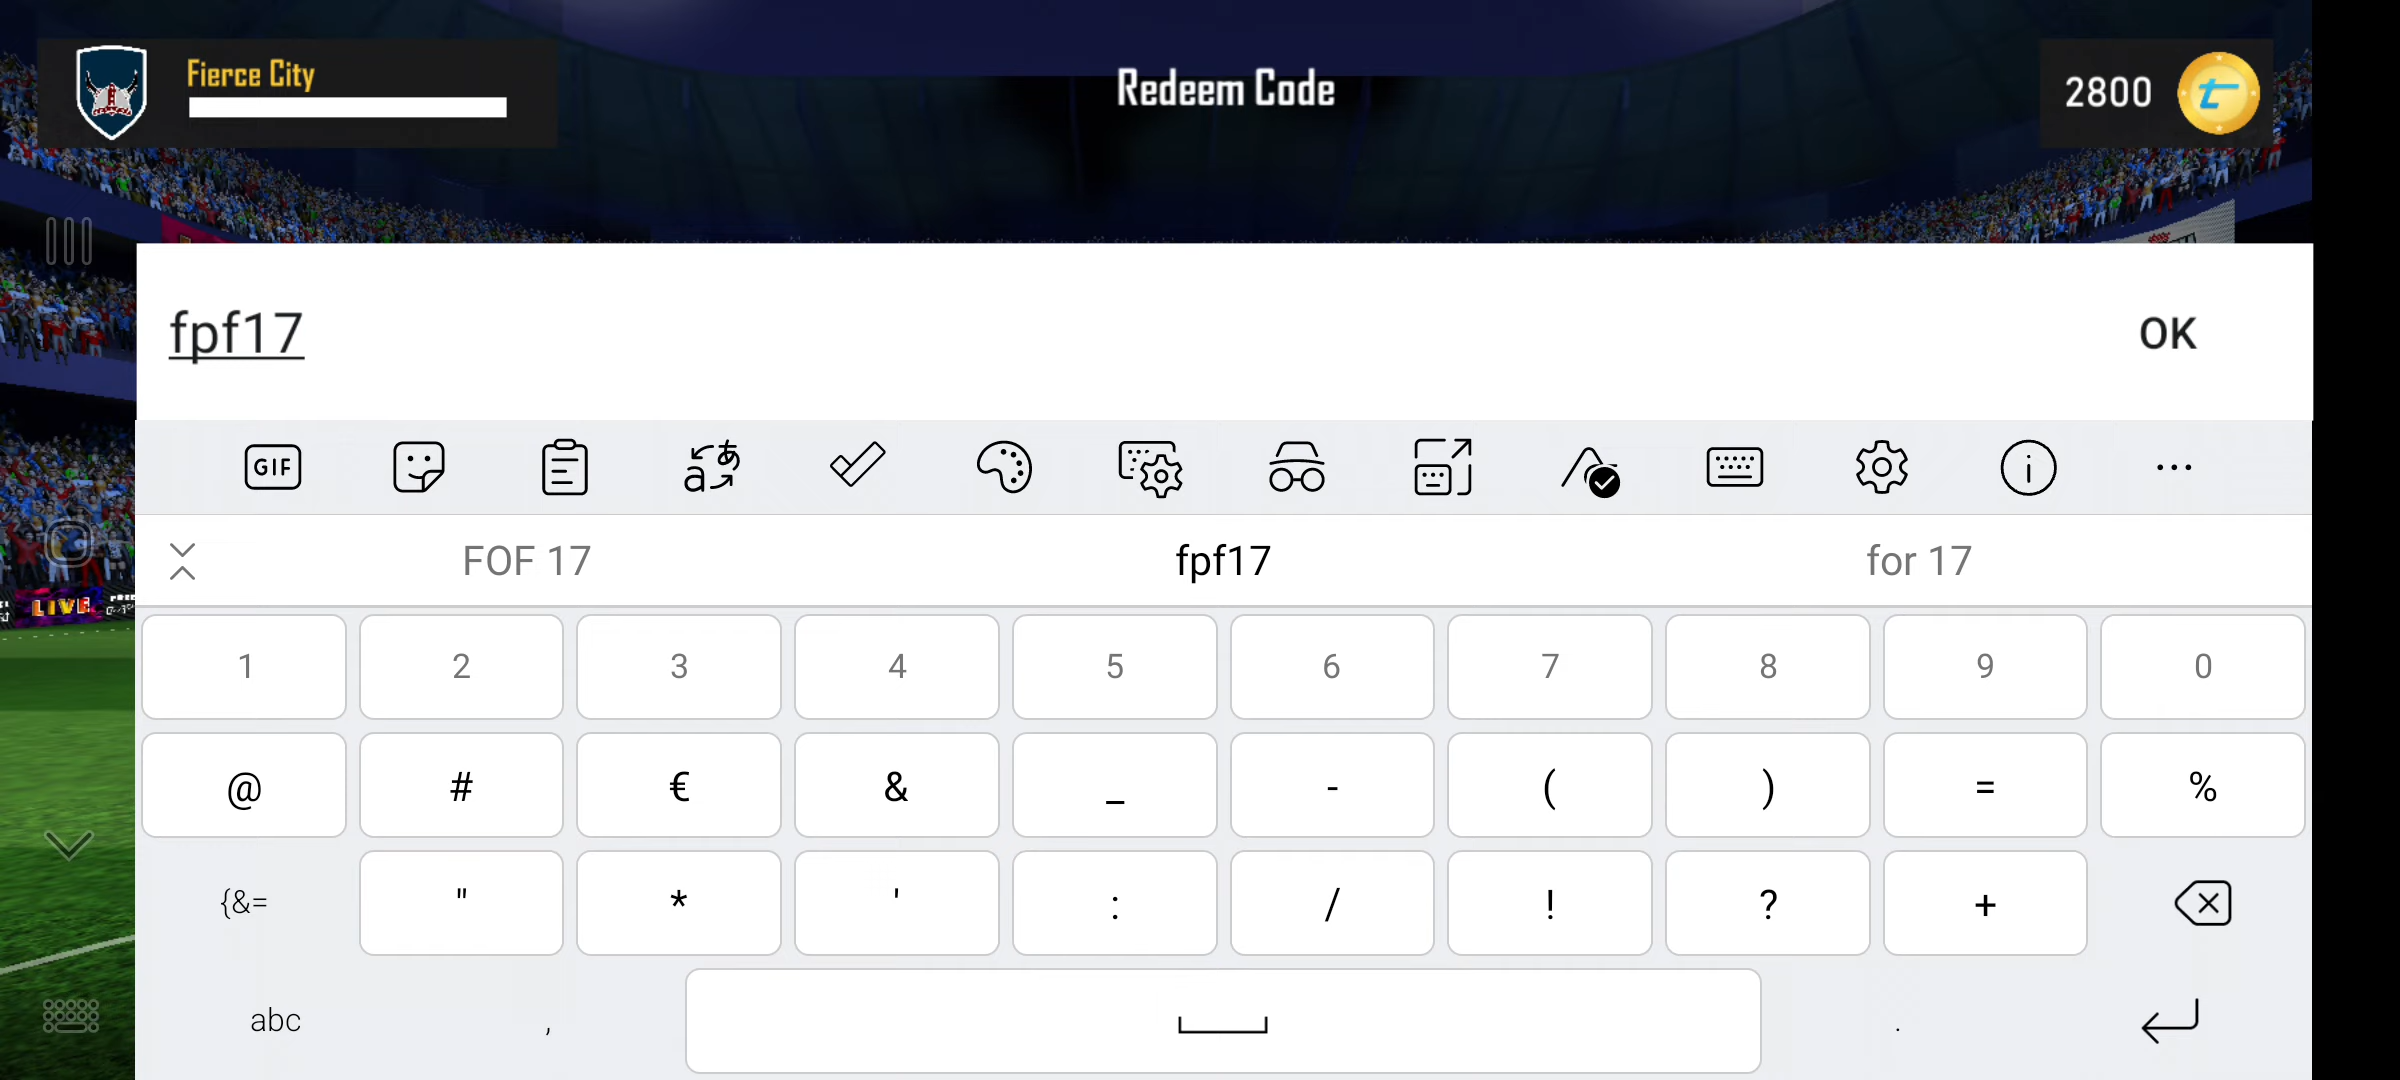 Fierce City
Redeem Code
2800
fpf17
OK
GIF
FOF 17
fpf17
for 17
1 2 3 4 5 6 7 8 9 0
@ # € & _ - ( ) = %
{&= " * ' : / ! ? +
abc , .
LIVE